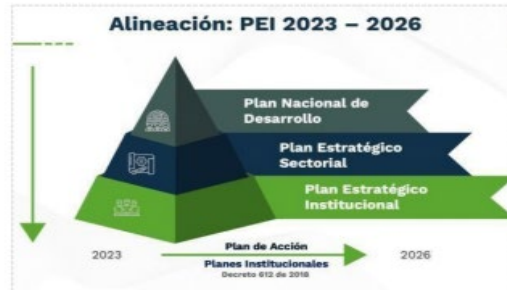 Alineación: PEI 2023 – 2026
Plan Nacional de
Desarrollo
Plan Estratégico
Sectorial
Plan Estratégico
Institucional
2023
Plan de Acción
2026
Planes Institucionales
Decreto 612 de 2018